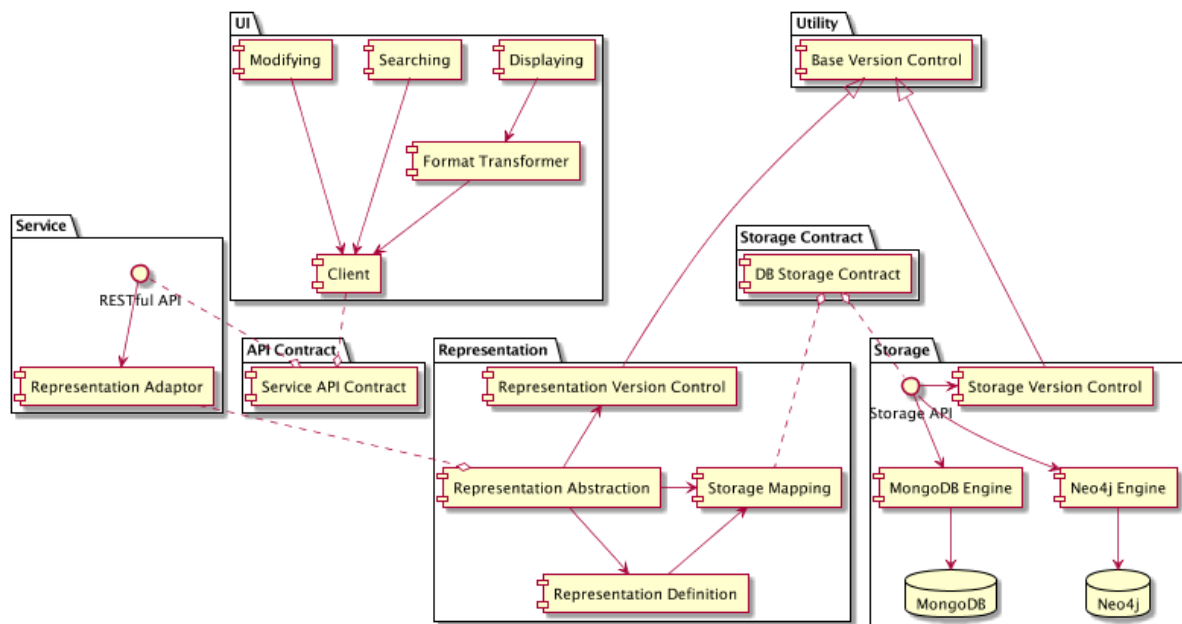 UI
Utility
Modifying
Searching
Displaying
Base Version Control
Format Transformer
Service
Storage Contract
Client
DB Storage Contract
RESTful API
API Contract
Representation
Storage
Representation Adaptor
Service API Contract
Representation Version Control
Storage Version Control
Storage API
Representation Abstraction
Storage Mapping
MongoDB Engine
Neo4j Engine
Representation Definition
MongoDB
Neo4j